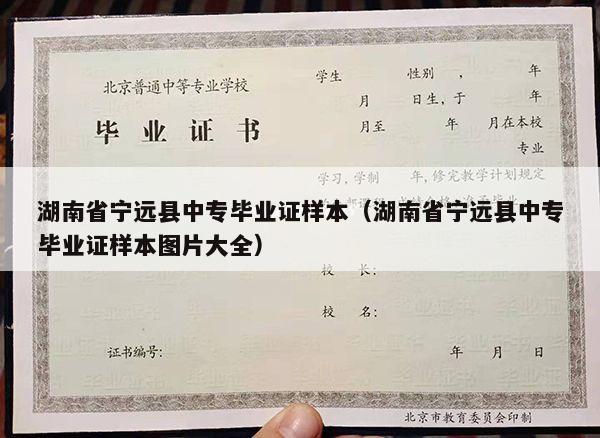 北京普通中等专业学校
毕 业 证 书
学生 性别 , 年
月 日生,于 年
月至 年 月在本校
专业
学习,学制 年,修完教学计划规定
湖南省宁远县中专毕业证样本（湖南省宁远县中专
毕业证样本图片大全）
校 长:
校 名:
证书编号:
年 月 日
北京市教育委员会印制